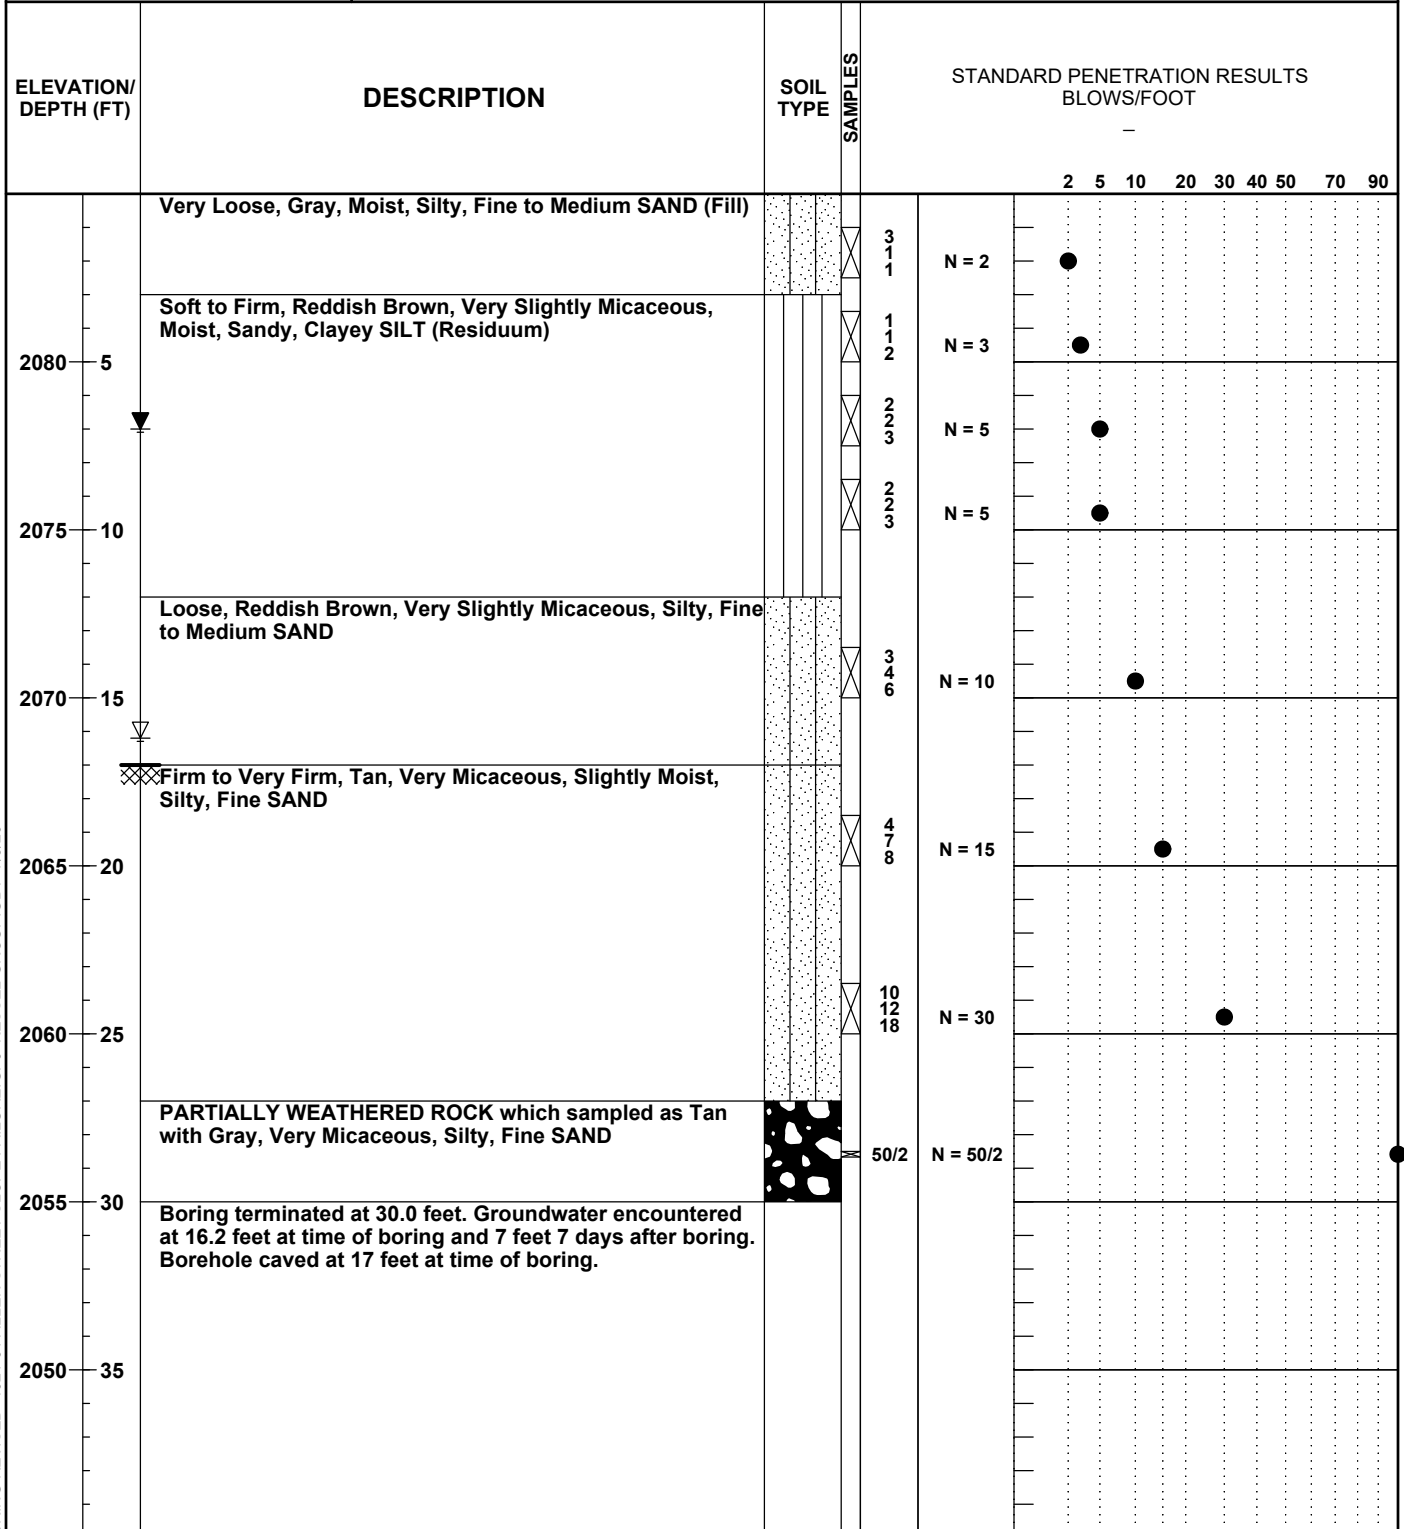 ELEVATION/
DEPTH (FT)
DESCRIPTION
SOIL
TYPE
SAMPLES
STANDARD PENETRATION RESULTS
BLOWS/FOOT
_
2 5 10 20 30 40 50 70 90
Very Loose, Gray, Moist, Silty, Fine to Medium SAND (Fill)
3
1
1
N = 2
Soft to Firm, Reddish Brown, Very Slightly Micaceous,
Moist, Sandy, Clayey SILT (Residuum)
1
1
2
N = 3
2080 5
2
2
3
N = 5
2
2
3
N = 5
2075 10
Loose, Reddish Brown, Very Slightly Micaceous, Silty, Fine
to Medium SAND
3
4
6
N = 10
2070 15
Firm to Very Firm, Tan, Very Micaceous, Slightly Moist,
Silty, Fine SAND
4
7
8
N = 15
2065 20
10
12
18
N = 30
2060 25
PARTIALLY WEATHERED ROCK which sampled as Tan
with Gray, Very Micaceous, Silty, Fine SAND
50/2
N = 50/2
2055 30
Boring terminated at 30.0 feet. Groundwater encountered
at 16.2 feet at time of boring and 7 feet 7 days after boring.
Borehole caved at 17 feet at time of boring.
2050 35